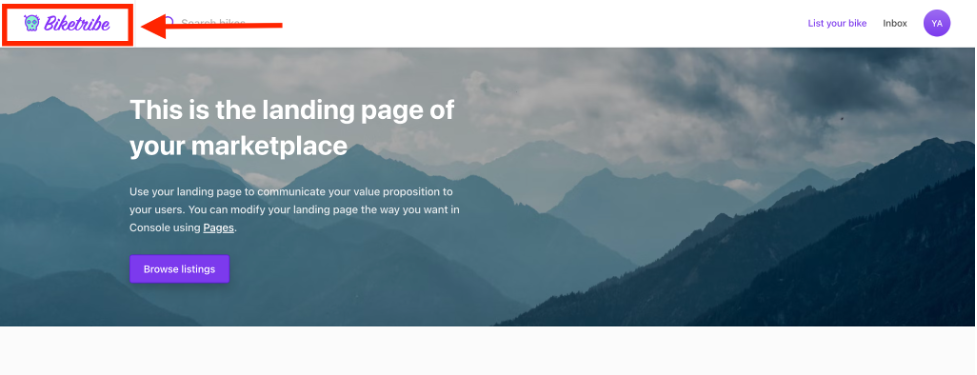 Biketribe
Search bikes
List your bike
Inbox
YA
This is the landing page of
your marketplace
Use your landing page to communicate your value proposition to
your users. You can modify your landing page the way you want in
Console using Pages.
Browse listings